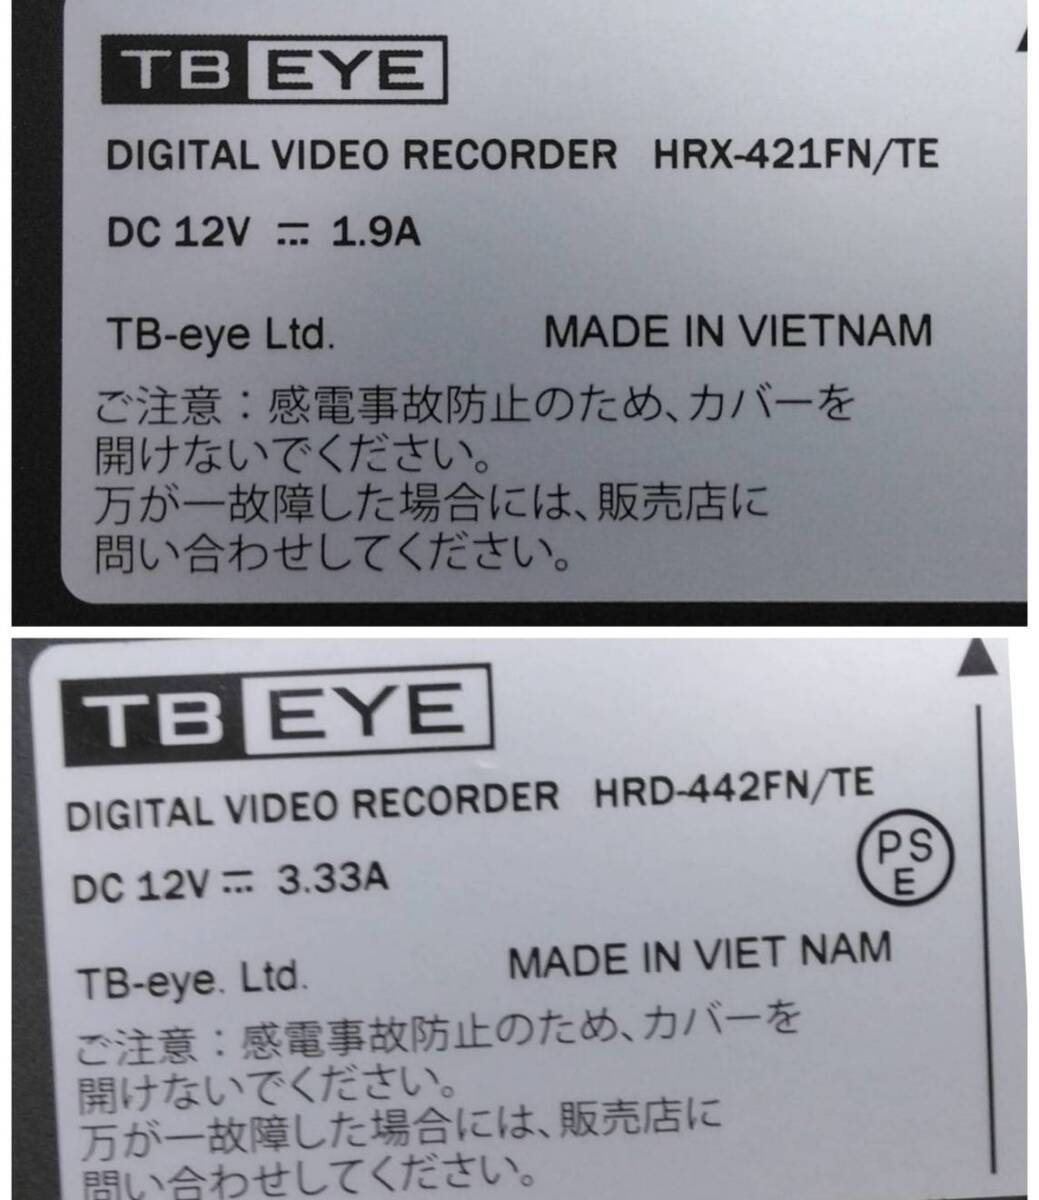 TB EYE
DIGITAL VIDEO RECORDER HRX-421FN/TE
DC 12V ⎓ 1.9A
TB-eye Ltd. MADE IN VIETNAM
ご注意：感電事故防止のため、カバーを
開けないでください。
万が一故障した場合には、販売店に
問い合わせしてください。
TB EYE
DIGITAL VIDEO RECORDER HRD-442FN/TE
DC 12V ⎓ 3.33A
PS
E
TB-eye. Ltd. MADE IN VIET NAM
ご注意：感電事故防止のため、カバーを
開けないでください。
万が一故障した場合には、販売店に
問い合わせしてください。